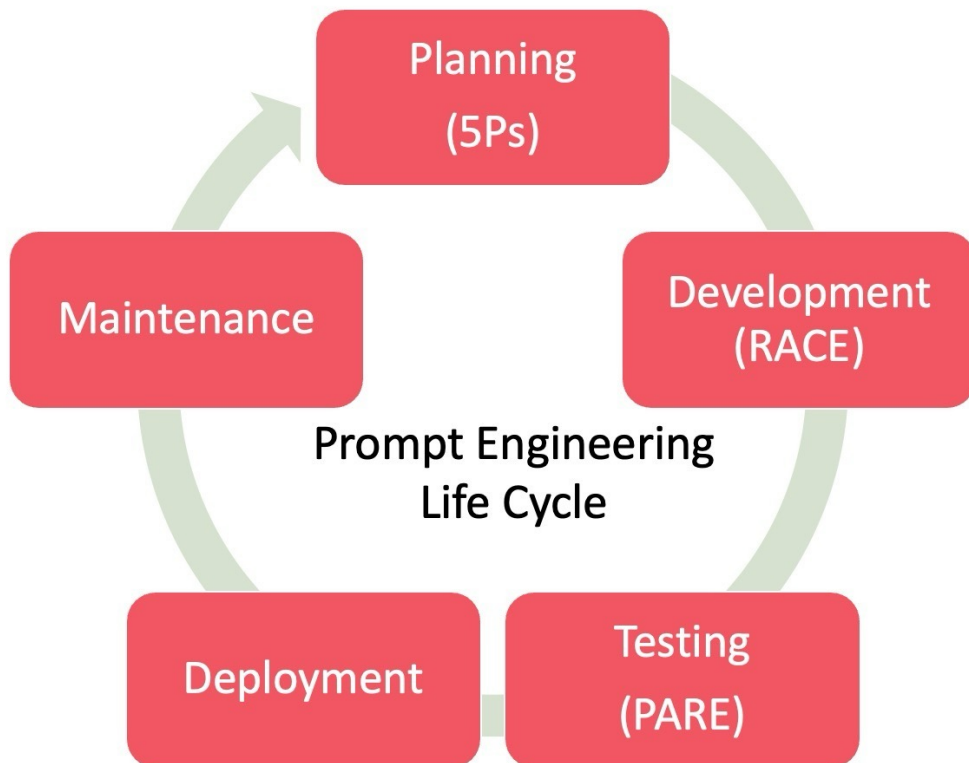 Planning
(5Ps)
Development
(RACE)
Testing
(PARE)
Deployment
Maintenance
Prompt Engineering
Life Cycle